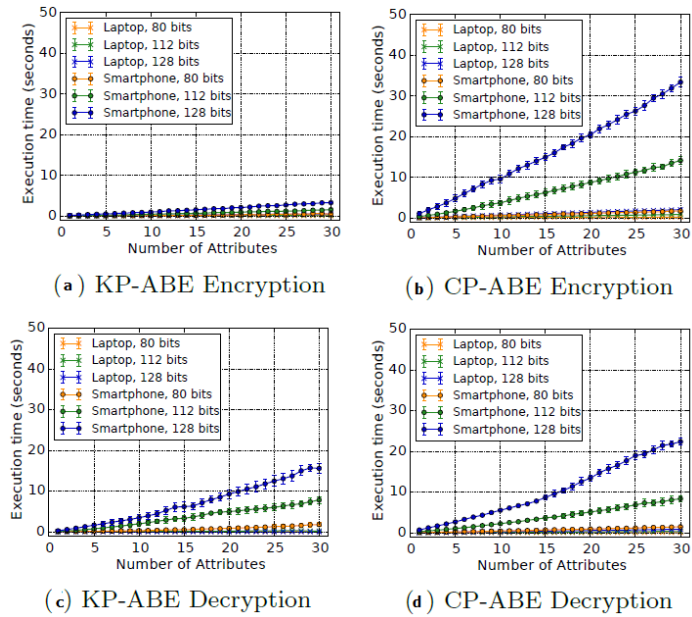 50
40
30
20
10
0
Execution time (seconds)
Laptop, 80 bits
Laptop, 112 bits
Laptop, 128 bits
Smartphone, 80 bits
Smartphone, 112 bits
Smartphone, 128 bits
0 5 10 15 20 25 30
Number of Attributes
(a) KP-ABE Encryption
50
40
30
20
10
0
Execution time (seconds)
Laptop, 80 bits
Laptop, 112 bits
Laptop, 128 bits
Smartphone, 80 bits
Smartphone, 112 bits
Smartphone, 128 bits
0 5 10 15 20 25 30
Number of Attributes
(b) CP-ABE Encryption
50
40
30
20
10
0
Execution time (seconds)
Laptop, 80 bits
Laptop, 112 bits
Laptop, 128 bits
Smartphone, 80 bits
Smartphone, 112 bits
Smartphone, 128 bits
0 5 10 15 20 25 30
Number of Attributes
(c) KP-ABE Decryption
50
40
30
20
10
0
Execution time (seconds)
Laptop, 80 bits
Laptop, 112 bits
Laptop, 128 bits
Smartphone, 80 bits
Smartphone, 112 bits
Smartphone, 128 bits
0 5 10 15 20 25 30
Number of Attributes
(d) CP-ABE Decryption